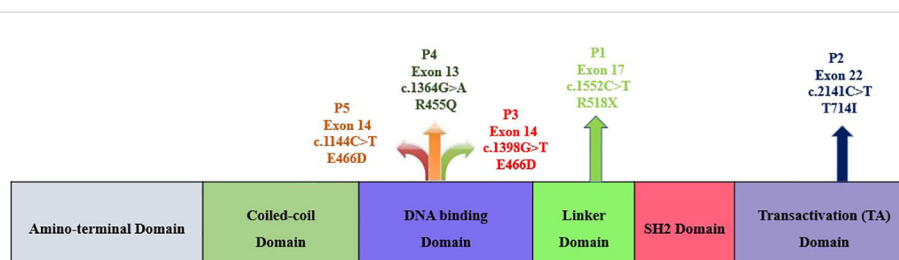 P5
Exon 14
c.1144C>T
E466D
P4
Exon 13
c.1364G>A
R455Q
P3
Exon 14
c.1398G>T
E466D
P1
Exon 17
c.1552C>T
R518X
P2
Exon 22
c.2141C>T
T714I
Amino-terminal Domain
Coiled-coil
Domain
DNA binding
Domain
Linker
Domain
SH2 Domain
Transactivation (TA)
Domain